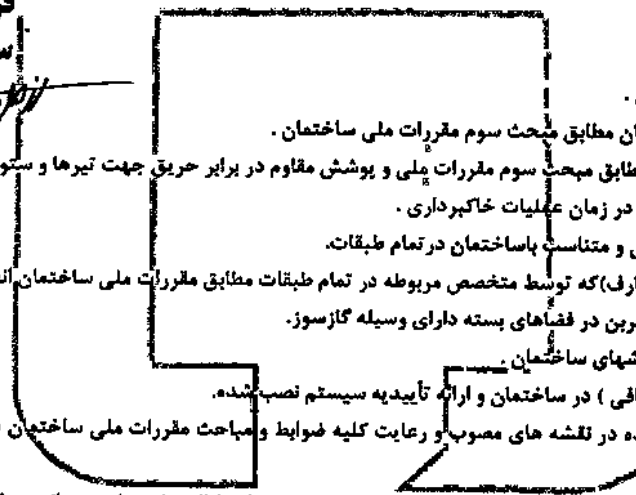 ان مطابق مبحث سوم مقررات ملی ساختمان .
طابق مبحث سوم مقررات ملی و پوشش مقاوم در برابر حریق جهت تیرها و ستو
در زمان عملیات خاکبرداری .
ی و متناسب باساختمان درتمام طبقات.
ارف)که توسط متخصص مربوطه در تمام طبقات مطابق مقررات ملی ساختمان ان
ربن در فضاهای بسته دارای وسیله گازسوز.
شهای ساختمان .
افی ) در ساختمان و ارائه تأییدیه سیستم نصب شده.
ده در نقشه های مصوب و رعایت کلیه ضوابط و مباحث مقررات ملی ساختمان